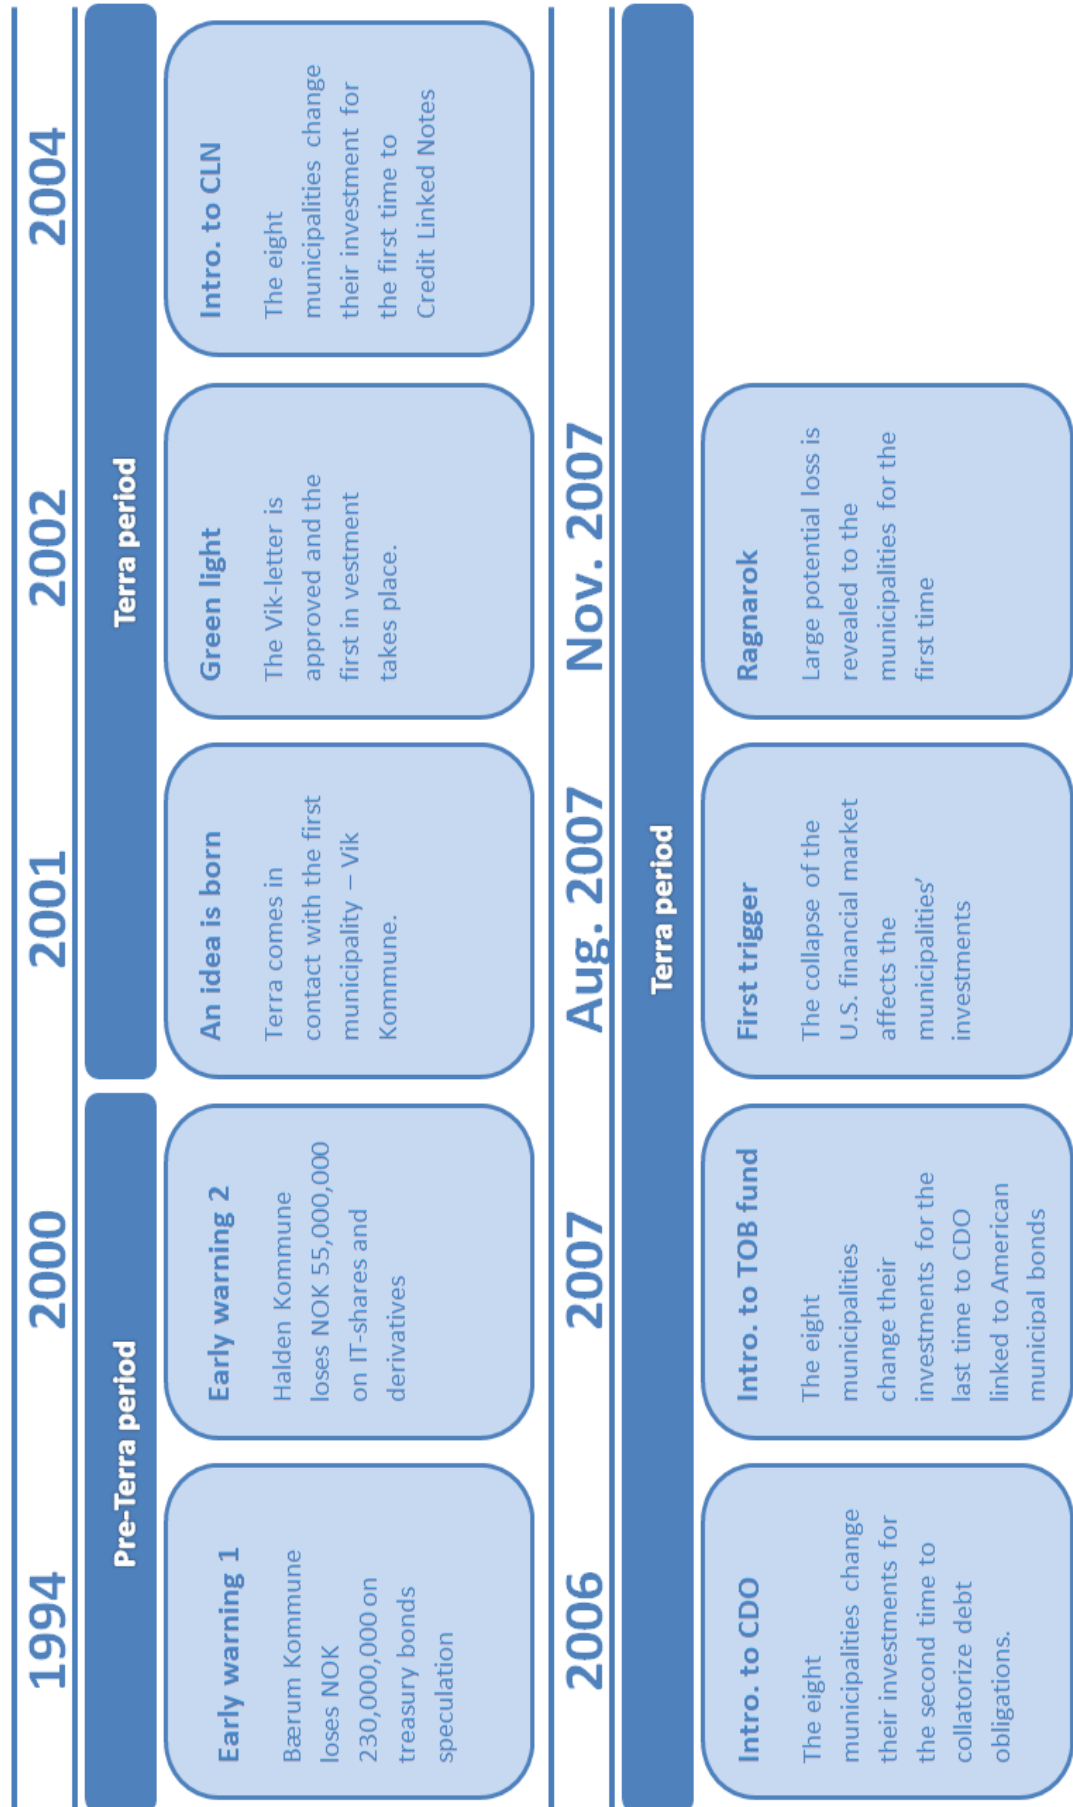 1994
2000
2001
2002
2004
Pre-Terra period
Terra period
Early warning 1
Bærum Kommune
loses NOK
230,000,000 on
treasury bonds
speculation
Early warning 2
Halden Kommune
loses NOK 55,000,000
on IT-shares and
derivatives
An idea is born
Terra comes in
contact with the first
municipality – Vik
Kommune.
Green light
The Vik-letter is
approved and the
first in vestment
takes place.
Intro. to CLN
The eight
municipalities change
their investment for
the first time to
Credit Linked Notes
2006
2007
Aug. 2007
Nov. 2007
Terra period
Intro. to CDO
The eight
municipalities change
their investments for
the second time to
collatorize debt
obligations.
Intro. to TOB fund
The eight
municipalities
change their
investments for the
last time to CDO
linked to American
municipal bonds
First trigger
The collapse of the
U.S. financial market
affects the
municipalities’
investments
Ragnarok
Large potential loss is
revealed to the
municipalities for the
first time